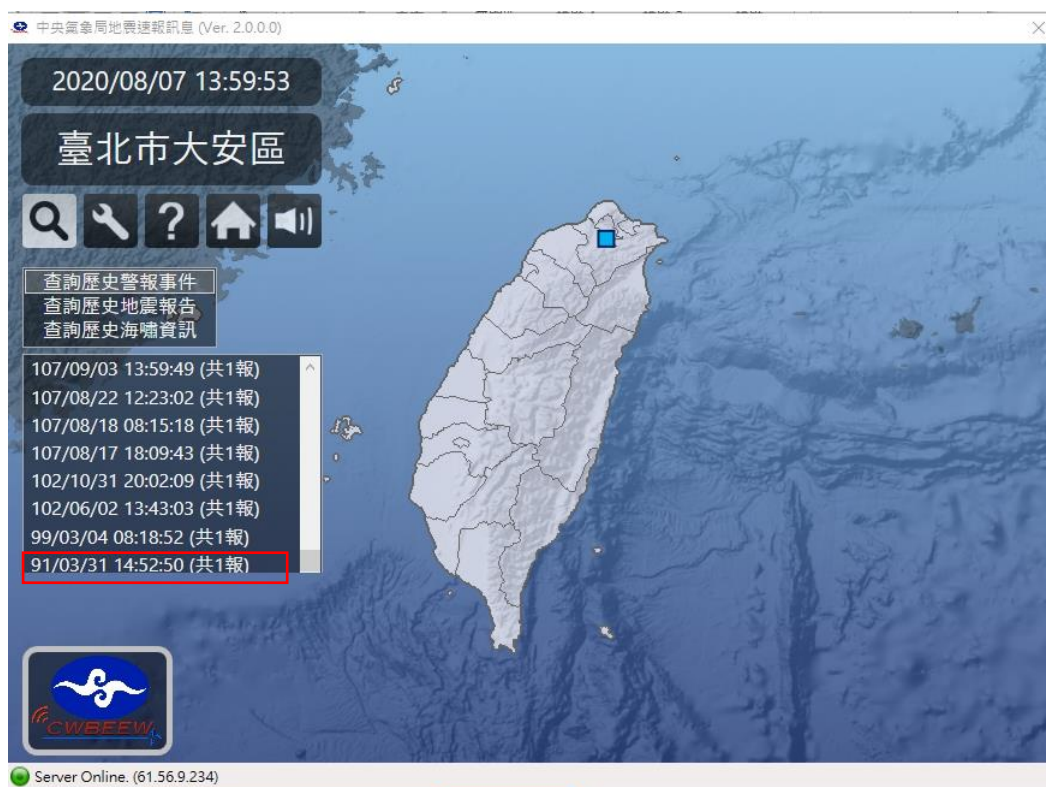 中央氣象局地震速報訊息 (Ver. 2.0.0.0)
2020/08/07 13:59:53
臺北市大安區
?
查詢歷史警報事件
查詢歷史地震報告
查詢歷史海嘯資訊
107/09/03 13:59:49 (共1報)
107/08/22 12:23:02 (共1報)
107/08/18 08:15:18 (共1報)
107/08/17 18:09:43 (共1報)
102/10/31 20:02:09 (共1報)
102/06/02 13:43:03 (共1報)
99/03/04 08:18:52 (共1報)
91/03/31 14:52:50 (共1報)
CWBEEW
Server Online. (61.56.9.234)